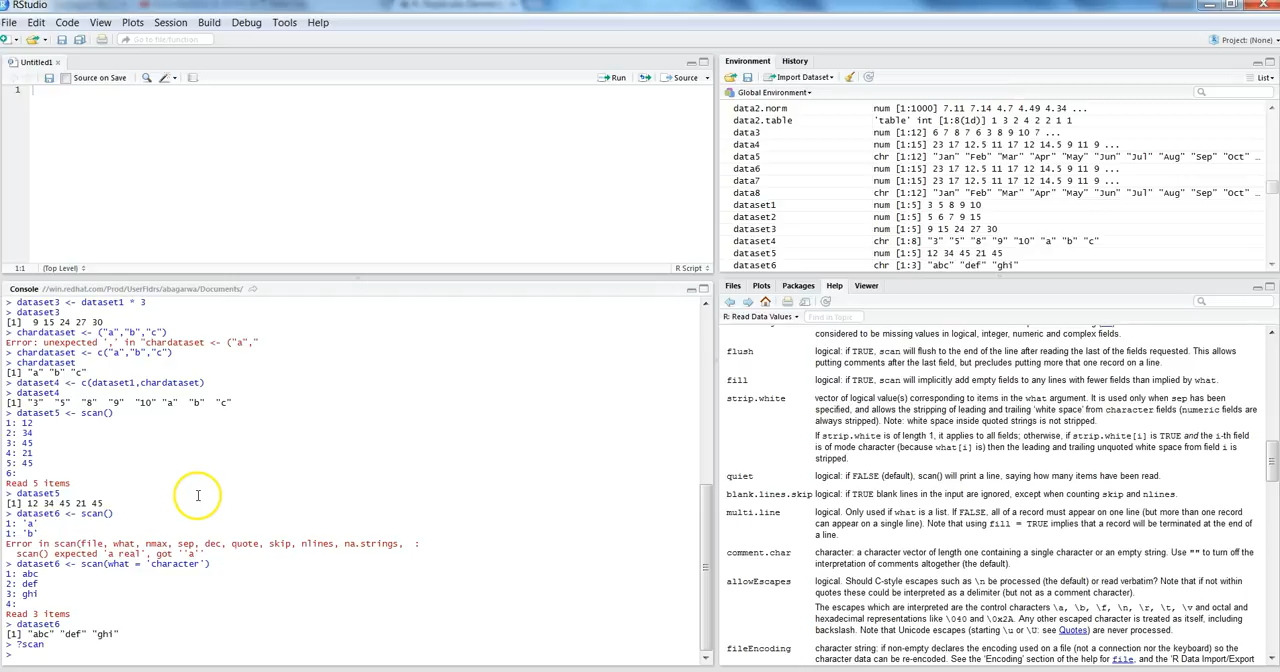 RStudio
File Edit Code View Plots Session Build Debug Tools Help
Go to file/function
Project: (None)
Untitled1
Source on Save
Run
Source
1
1:1 (Top Level)
R Script
Console //win.redhat.com/Prod/UserFldrs/abagarwa/Documents/
> dataset3 <- dataset1 * 3
> dataset3
[1]  9 15 24 27 30
> chardataset <- ("a","b","c")
Error: unexpected ',' in "chardataset <- ("a","
> chardataset <- c("a","b","c")
> chardataset
[1] "a" "b" "c"
> dataset4 <- c(dataset1,chardataset)
> dataset4
[1] "3"  "5"  "8"  "9"  "10" "a"  "b"  "c"
> dataset5 <- scan()
1: 12
2: 34
3: 45
4: 21
5: 45
6:
Read 5 items
> dataset5
[1] 12 34 45 21 45
> dataset6 <- scan()
1: 'a'
1: 'b'
Error in scan(file, what, nmax, sep, dec, quote, skip, nlines, na.strings,  :
  scan() expected 'a real', got ''a''
> dataset6 <- scan(what = 'character')
1: abc
2: def
3: ghi
4:
Read 3 items
> dataset6
[1] "abc" "def" "ghi"
> ?scan
>
Environment History
Import Dataset
List
Global Environment
data2.norm num [1:1000] 7.11 7.14 4.7 4.49 4.34 ...
data2.table 'table' int [1:8(1d)] 1 3 2 4 2 2 1 1
data3 num [1:12] 6 7 8 7 6 3 8 9 10 7 ...
data4 num [1:15] 23 17 12.5 11 17 12 14.5 9 11 9 ...
data5 chr [1:12] "Jan" "Feb" "Mar" "Apr" "May" "Jun" "Jul" "Aug" "Sep" "Oct" ...
data6 num [1:15] 23 17 12.5 11 17 12 14.5 9 11 9 ...
data7 num [1:15] 23 17 12.5 11 17 12 14.5 9 11 9 ...
data8 chr [1:12] "Jan" "Feb" "Mar" "Apr" "May" "Jun" "Jul" "Aug" "Sep" "Oct" ...
dataset1 num [1:5] 3 5 8 9 10
dataset2 num [1:5] 5 6 7 9 15
dataset3 num [1:5] 9 15 24 27 30
dataset4 chr [1:8] "3" "5" "8" "9" "10" "a" "b" "c"
dataset5 num [1:5] 12 34 45 21 45
dataset6 chr [1:3] "abc" "def" "ghi"
Files Plots Packages Help Viewer
R: Read Data Values
Find in Topic
considered to be missing values in logical, integer, numeric and complex fields.
flush logical: if TRUE, scan will flush to the end of the line after reading the last of the fields requested. This allows
putting comments after the last field, but precludes putting more that one record on a line.
fill logical: if TRUE, scan will implicitly add empty fields to any lines with fewer fields than implied by what.
strip.white vector of logical value(s) corresponding to items in the what argument. It is used only when sep has been
specified, and allows the stripping of leading and trailing ‘white space’ from character fields (numeric fields are
always stripped). Note: white space inside quoted strings is not stripped.
If strip.white is of length 1, it applies to all fields; otherwise, if strip.white[i] is TRUE and the i-th field
is of mode character (because what[i] is) then the leading and trailing unquoted white space from field i is
stripped.
quiet logical: if FALSE (default), scan() will print a line, saying how many items have been read.
blank.lines.skip logical: if TRUE blank lines in the input are ignored, except when counting skip and nlines.
multi.line logical. Only used if what is a list. If FALSE, all of a record must appear on one line (but more than one record
can appear on a single line). Note that using fill = TRUE implies that a record will be terminated at the end of
a line.
comment.char character: a character vector of length one containing a single character or an empty string. Use "" to turn off the
interpretation of comments altogether (the default).
allowEscapes logical. Should C-style escapes such as \n be processed (the default) or read verbatim? Note that if not within
quotes these could be interpreted as a delimiter (but not as a comment character).
The escapes which are interpreted are the control characters \a, \b, \f, \n, \r, \t, \v and octal and
hexadecimal representations like \040 and \0x2A. Any other escaped character is treated as itself, including
backslash. Note that Unicode escapes (starting \u or \U: see Quotes) are never processed.
fileEncoding character string: if non-empty declares the encoding used on a file (not a connection nor the keyboard) so the
character data can be re-encoded. See the ‘Encoding’ section of the help for file, and the ‘R Data Import/Export